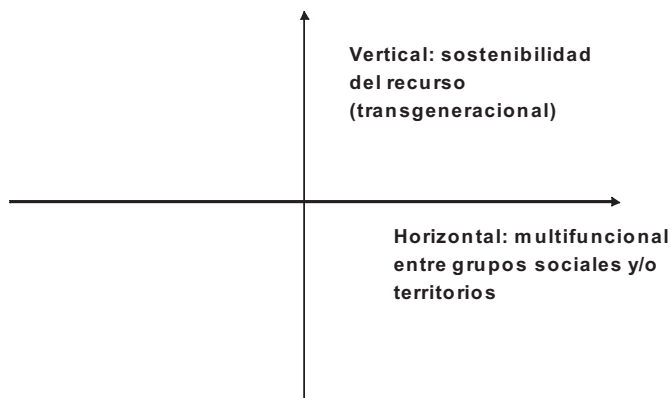 Vertical: sostenibilidad
del recurso
(transgeneracional)
Horizontal: multifuncional
entre grupos sociales y/o
territorios